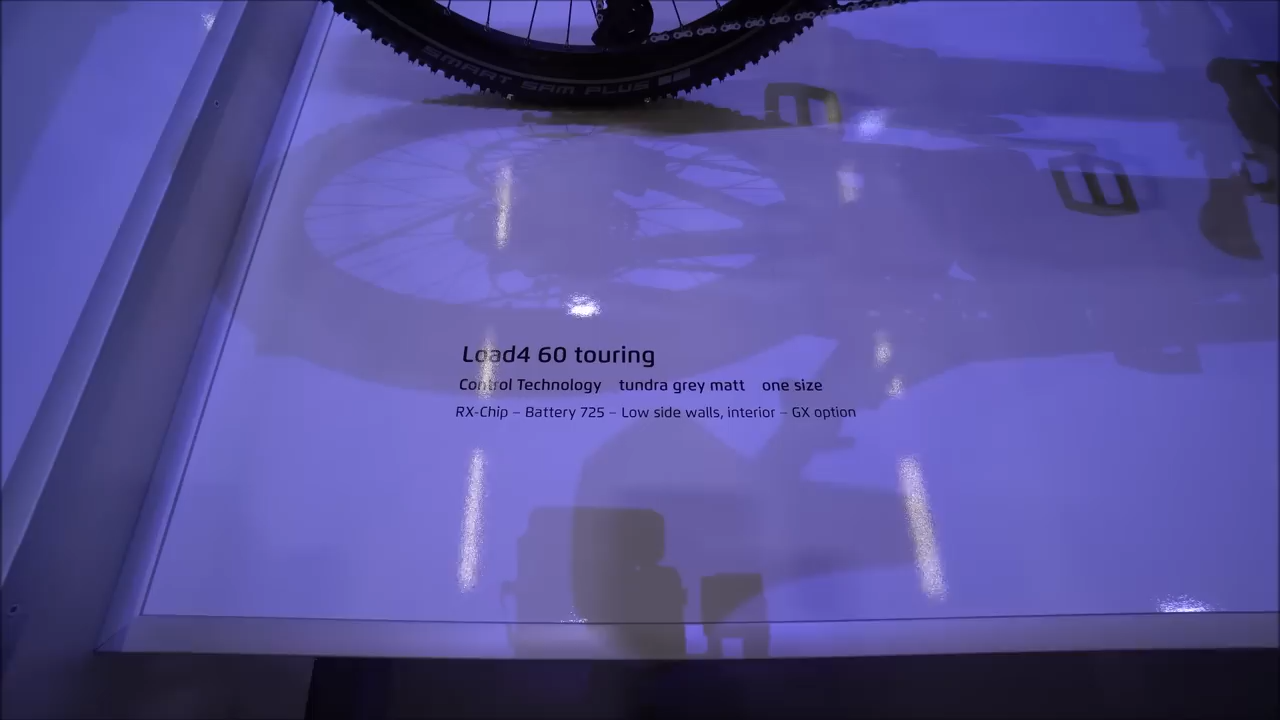 SMART SAM PLUS
Load4 60 touring
Control Technology tundra grey matt one size
RX-Chip – Battery 725 – Low side walls, interior – GX option